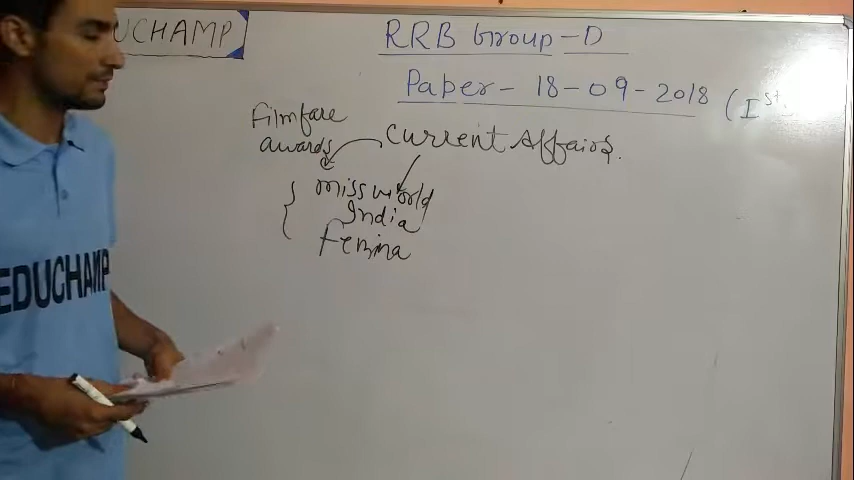 UCHAMP
RRB Group-D
Paper- 18-09-2018 (Ist
Filmfare
awards
Current Affairs.
miss world
India
Femina
EDUCHAMP